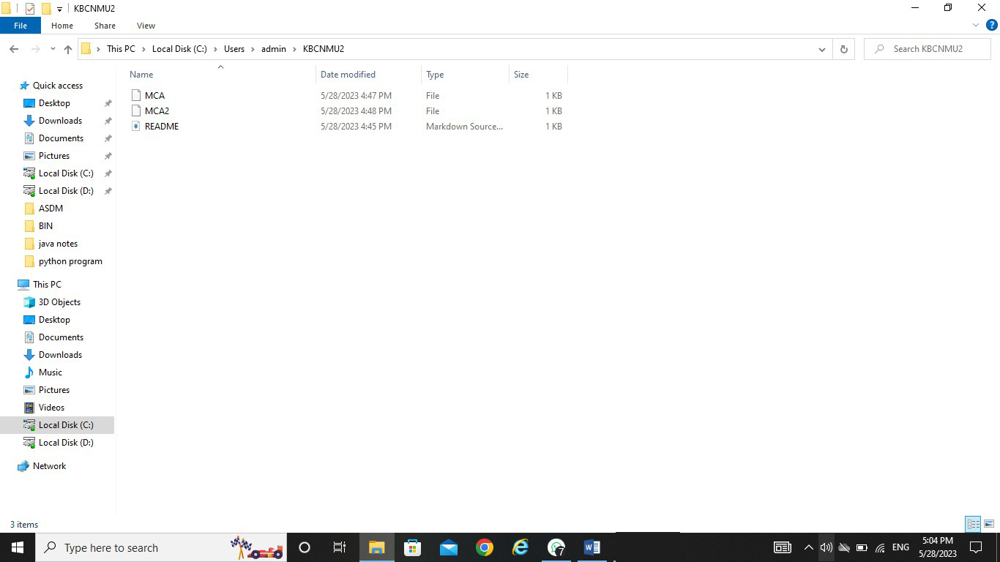 KBCNMU2
File Home Share View
This PC Local Disk (C:) Users admin KBCNMU2
Search KBCNMU2
Name Date modified Type Size
MCA 5/28/2023 4:47 PM File 1 KB
MCA2 5/28/2023 4:48 PM File 1 KB
README 5/28/2023 4:45 PM Markdown Source... 1 KB
Quick access
Desktop
Downloads
Documents
Pictures
Local Disk (C:)
Local Disk (D:)
ASDM
BIN
java notes
python program
This PC
3D Objects
Desktop
Documents
Downloads
Music
Pictures
Videos
Local Disk (C:)
Local Disk (D:)
Network
3 items
Type here to search
7
ENG
5:04 PM
5/28/2023